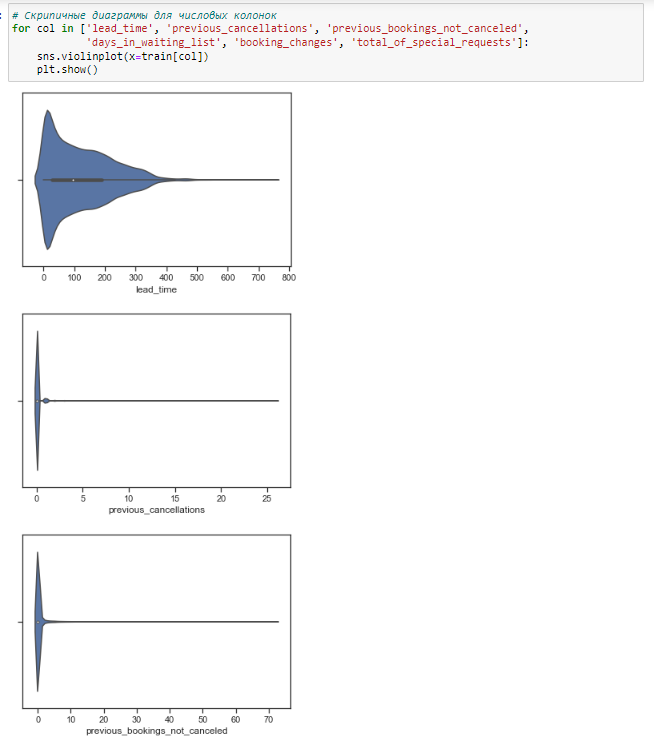 : # Скрипичные диаграммы для числовых колонок
for col in ['lead_time', 'previous_cancellations', 'previous_bookings_not_canceled',
'days_in_waiting_list', 'booking_changes', 'total_of_special_requests']:
sns.violinplot(x=train[col])
plt.show()
0 100 200 300 400 500 600 700 800
lead_time
0 5 10 15 20 25
previous_cancellations
0 10 20 30 40 50 60 70
previous_bookings_not_canceled